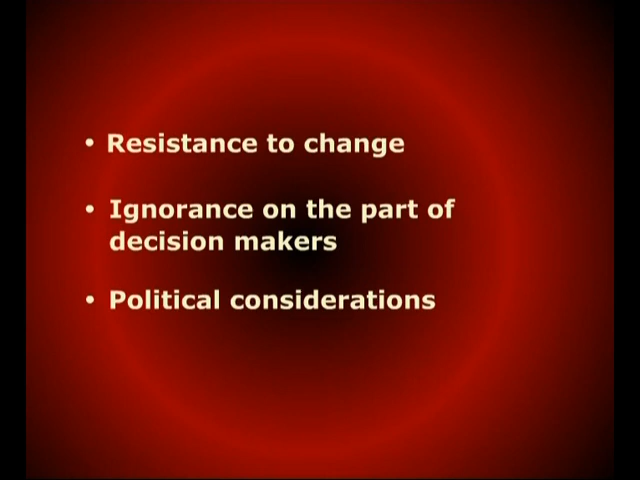 • Resistance to change
• Ignorance on the part of
decision makers
• Political considerations